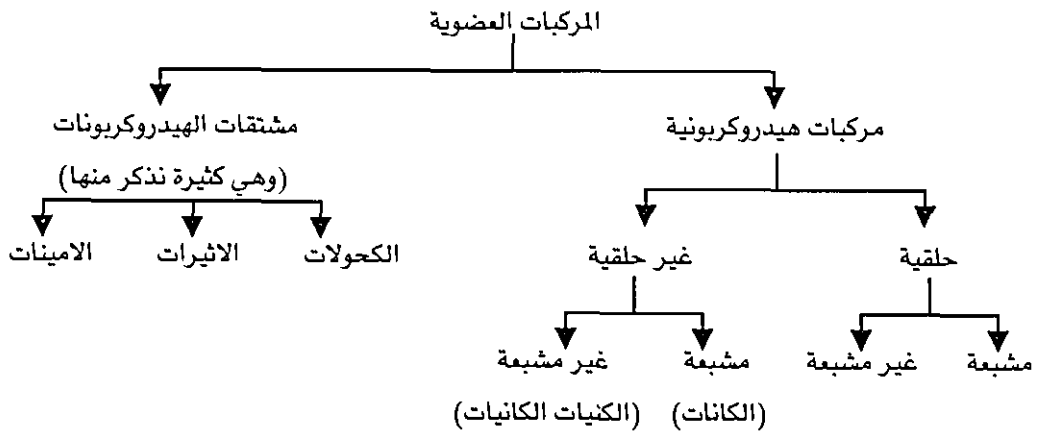 المركبات العضوية
مركبات هيدروكربونية
مشتقات الهيدروكربونات
(وهي كثيرة نذكر منها)
الكحولات
الاثيرات
الامينات
حلقية
غير حلقية
مشبعة
غير مشبعة
مشبعة
غير مشبعة
(الكانات)
(الكنيات الكانيات)